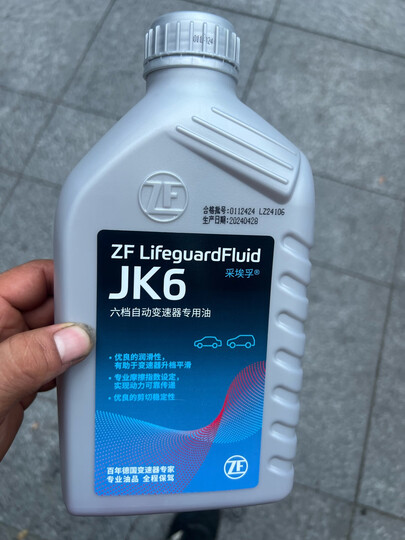 ZF
合格批号:0112424 LZ24106
生产日期:20240428
ZF LifeguardFluid
JK6
采埃孚®
六档自动变速器专用油
• 优良的润滑性，
有助于变速器升档平滑
• 专业摩擦指数设定，
实现动力可靠传递
• 优良的剪切稳定性
百年德国变速器专家
专业油品 全程保驾
ZF